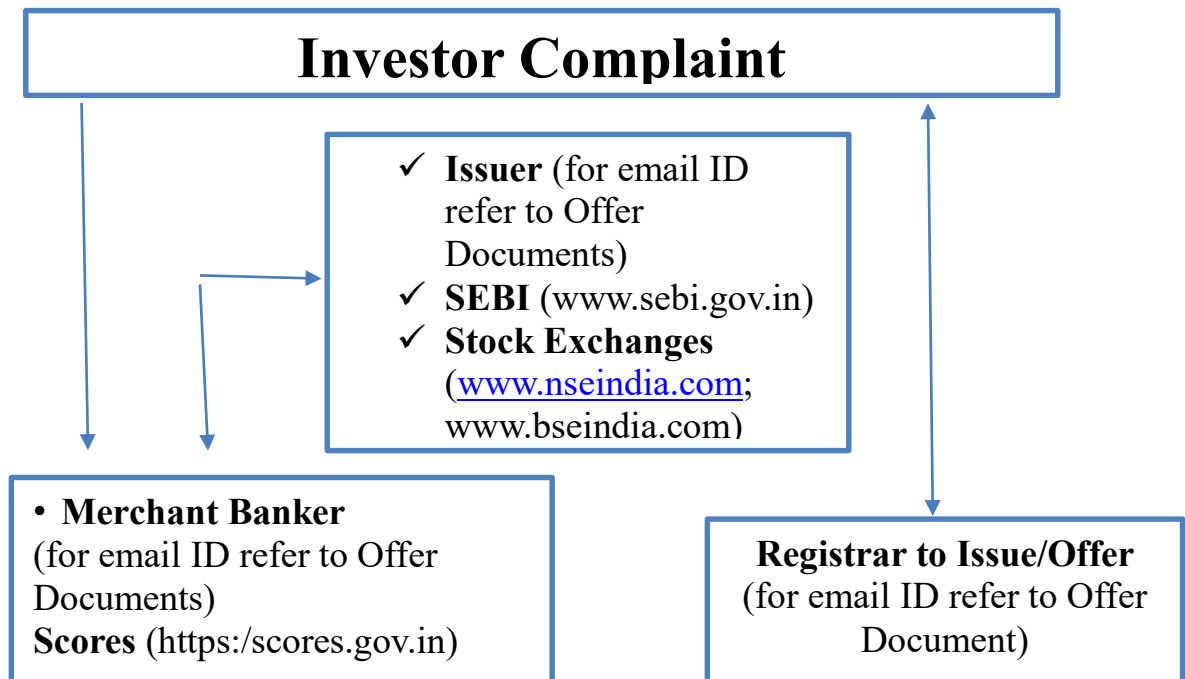 Investor Complaint
✓ Issuer (for email ID
refer to Offer
Documents)
✓ SEBI (www.sebi.gov.in)
✓ Stock Exchanges
(www.nseindia.com;
www.bseindia.com)
• Merchant Banker
(for email ID refer to Offer
Documents)
Scores (https:/scores.gov.in)
Registrar to Issue/Offer
(for email ID refer to Offer
Document)